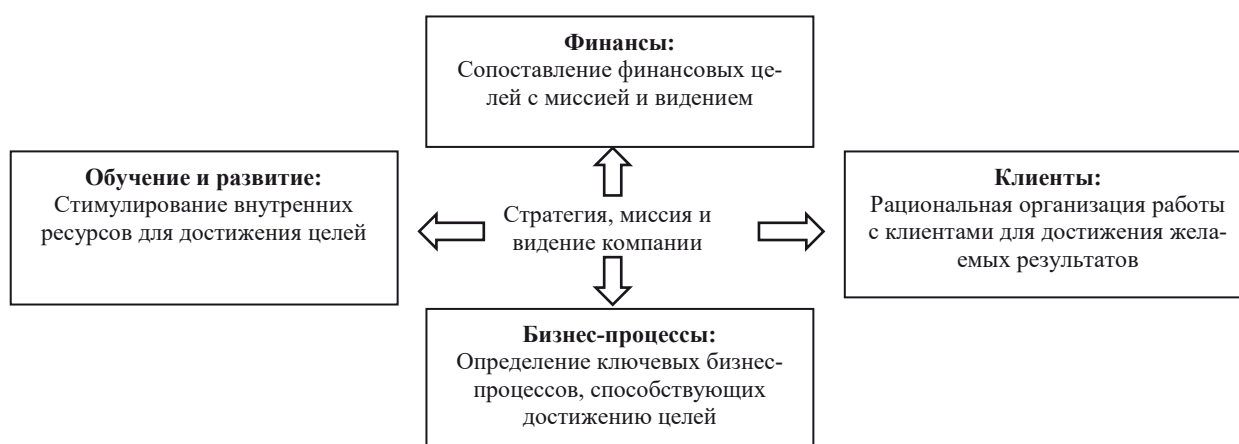 Финансы:
Сопоставление финансовых це-
лей с миссией и видением
Обучение и развитие:
Стимулирование внутренних
ресурсов для достижения целей
Стратегия, миссия и
видение компании
Клиенты:
Рациональная организация работы
с клиентами для достижения жела-
емых результатов
Бизнес-процессы:
Определение ключевых бизнес-
процессов, способствующих
достижению целей